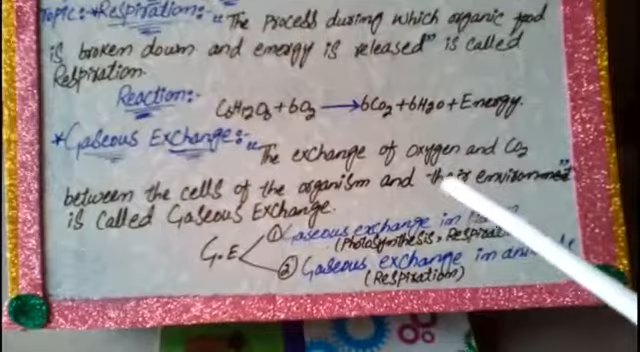 Topic:- *Respiration:- "The process during which organic food
is broken down and energy is released" is called
Respiration.
Reaction:- C6H12O6 + 6O2 → 6CO2 + 6H2O + Energy.
*Gaseous Exchange:- "The exchange of oxygen and CO2
between the cells of the organism and their environment"
is called Gaseous Exchange.
G.E
① Gaseous exchange in
(Photosynthesis, Respiration
② Gaseous exchange in
(Respiration)